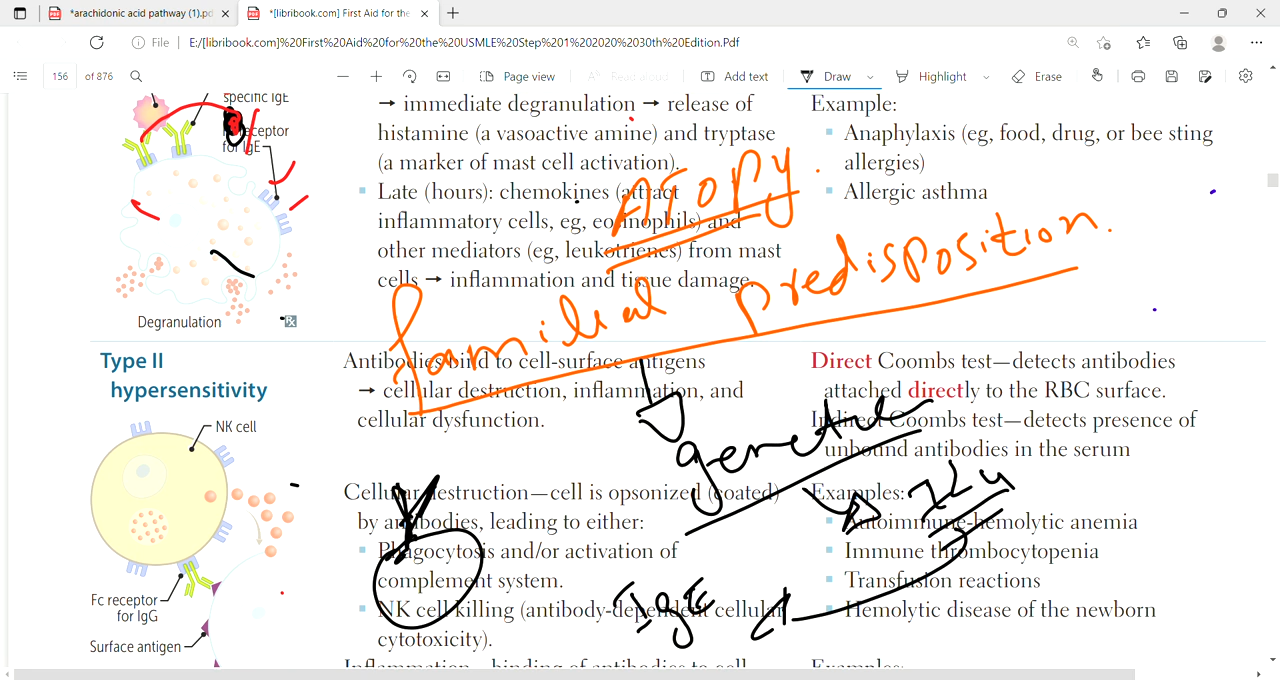 *arachidonic acid pathway (1).pd
*[libribook.com] First Aid for the
File E:/[libribook.com]%20First%20Aid%20for%20the%20USMLE%20Step%201%202020%2030th%20Edition.Pdf
156 of 876 Page view Read aloud Add text Draw Highlight Erase
specific IgE
receptor
for IgE
Degranulation
→ immediate degranulation → release of
histamine (a vasoactive amine) and tryptase
(a marker of mast cell activation).
Late (hours): chemokines (attract
inflammatory cells, eg, eosinophils) and
other mediators (eg, leukotrienes) from mast
cells → inflammation and tissue damage.
Example:
Anaphylaxis (eg, food, drug, or bee sting
allergies)
Allergic asthma
ATOPY.
familial predisposition.
genetic
IL4
IgE
Type II
hypersensitivity
NK cell
Fc receptor
for IgG
Surface antigen
Antibodies bind to cell-surface antigens
→ cellular destruction, inflammation, and
cellular dysfunction.
Cellular destruction—cell is opsonized (coated)
by antibodies, leading to either:
Phagocytosis and/or activation of
complement system.
NK cell killing (antibody-dependent cellular
cytotoxicity).
Inflammation—binding of antibodies to cell
Direct Coombs test—detects antibodies
attached directly to the RBC surface.
Indirect Coombs test—detects presence of
unbound antibodies in the serum
Examples:
Autoimmune-hemolytic anemia
Immune thrombocytopenia
Transfusion reactions
Hemolytic disease of the newborn
Examples: